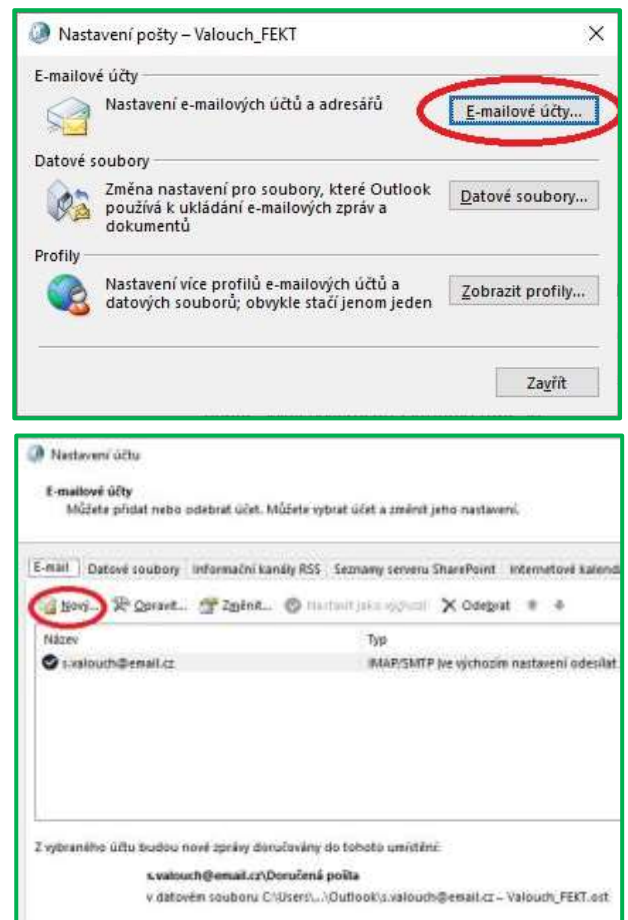 Nastavení pošty – Valouch_FEKT
E-mailové účty
Nastavení e-mailových účtů a adresářů
E-mailové účty...
Datové soubory
Změna nastavení pro soubory, které Outlook
používá k ukládání e-mailových zpráv a
dokumentů
Datové soubory...
Profily
Nastavení více profilů e-mailových účtů a
datových souborů; obvykle stačí jenom jeden
Zobrazit profily...
Zavřít
Nastavení účtu
E-mailové účty
Můžete přidat nebo odebrat účet. Můžete vybrat účet a změnit jeho nastavení.
E-mail Datové soubory Informační kanály RSS Seznamy serveru SharePoint Internetové kalendá
Nový... Opravit... Změnit... Nastavit jako výchozí Odebrat
Název Typ
s.valouch@email.cz IMAP/SMTP (ve výchozím nastavení odesílat
Z vybraného účtu budou nové zprávy doručovány do tohoto umístění:
s.valouch@email.cz\Doručená pošta
v datovém souboru C:\Users\...\Outlook\s.valouch@email.cz – Valouch_FEKT.ost